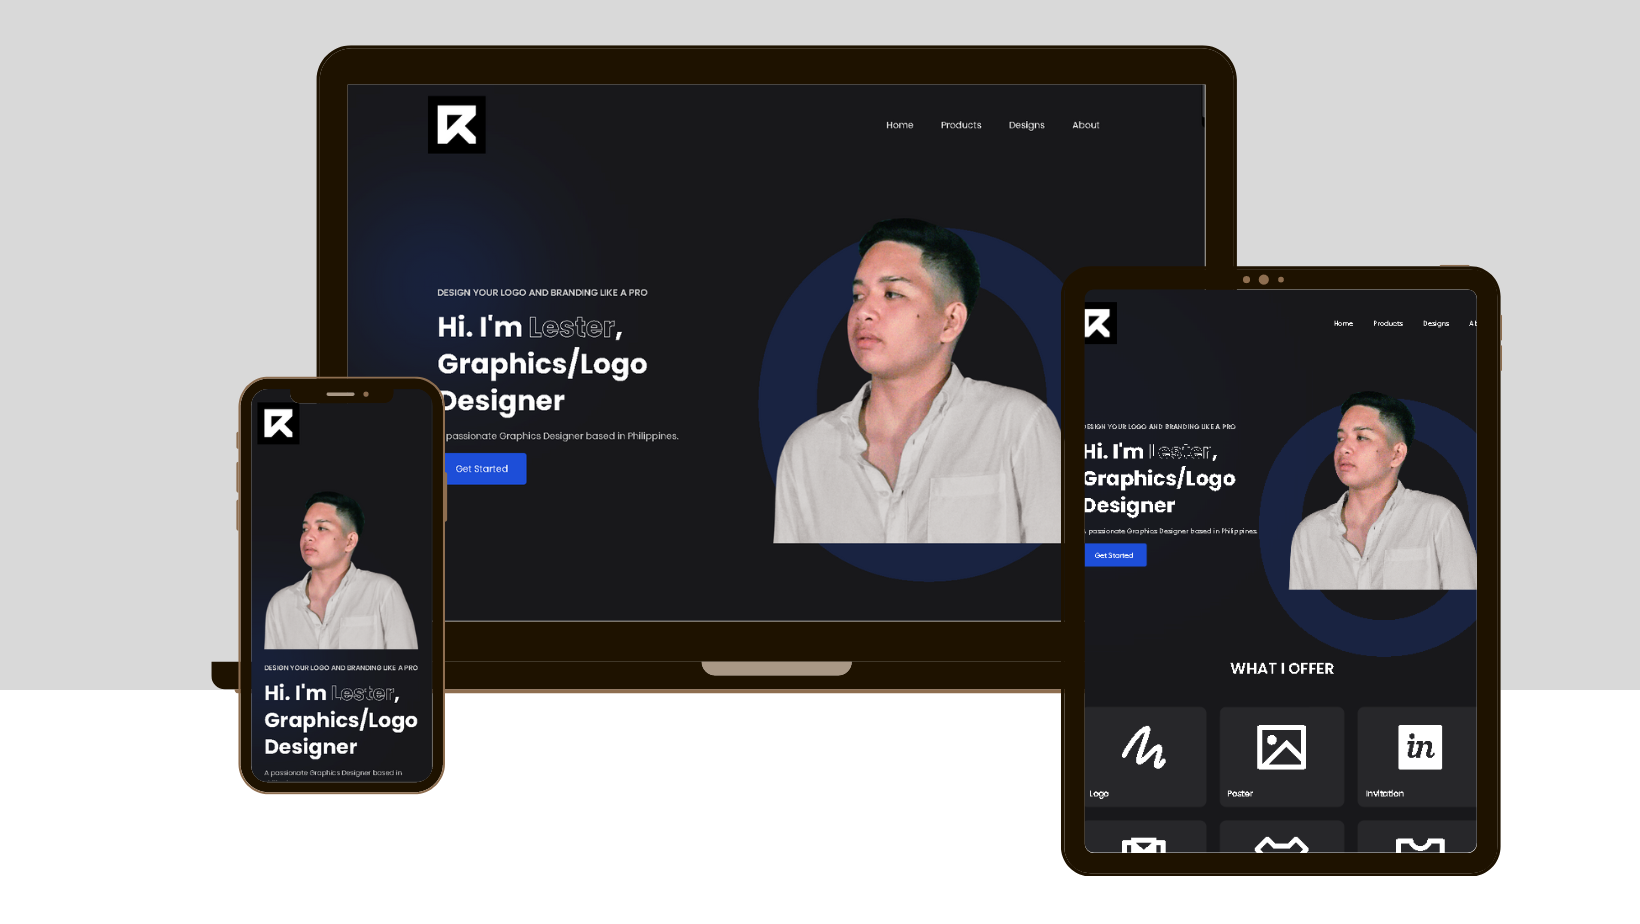 Home Products Designs About
DESIGN YOUR LOGO AND BRANDING LIKE A PRO
Hi. I'm Lester,
Graphics/Logo
Designer
passionate Graphics Designer based in Philippines.
Get Started
DESIGN YOUR LOGO AND BRANDING LIKE A PRO
Hi. I'm Lester,
Graphics/Logo
Designer
A passionate Graphics Designer based in
Home Products Designs Ab
DESIGN YOUR LOGO AND BRANDING LIKE A PRO
Hi. I'm Lester,
Graphics/Logo
Designer
passionate Graphics Designer based in Philippines.
Get Started
WHAT I OFFER
in
Logo Poster Invitation